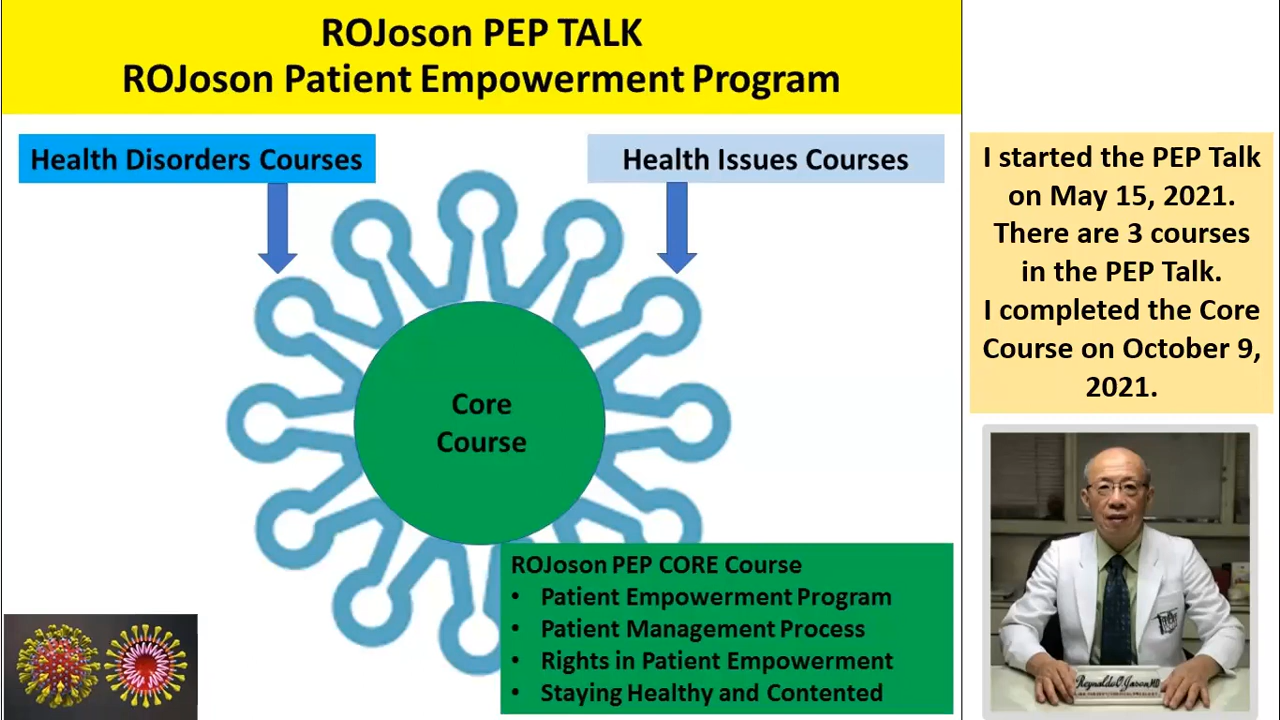 ROJoson PEP TALK
ROJoson Patient Empowerment Program
Health Disorders Courses
Health Issues Courses
Core
Course
ROJoson PEP CORE Course
• Patient Empowerment Program
• Patient Management Process
• Rights in Patient Empowerment
• Staying Healthy and Contented
I started the PEP Talk
on May 15, 2021.
There are 3 courses
in the PEP Talk.
I completed the Core
Course on October 9,
2021.
Reynaldo O. Joson, MD